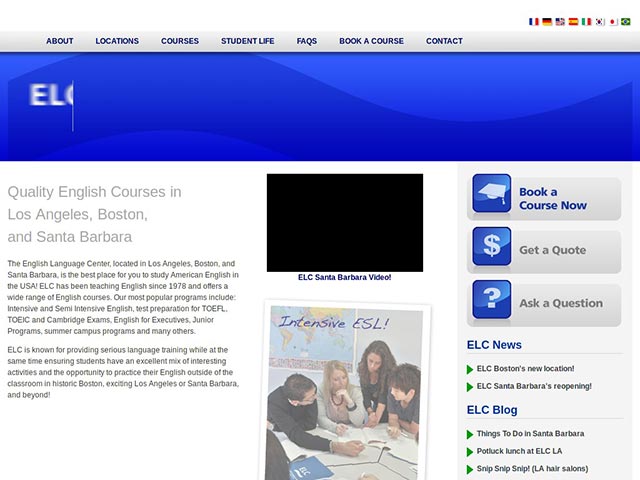 ABOUT LOCATIONS COURSES STUDENT LIFE FAQS BOOK A COURSE CONTACT
ELC
Quality English Courses in
Los Angeles, Boston,
and Santa Barbara
The English Language Center, located in Los Angeles, Boston, and
Santa Barbara, is the best place for you to study American English in
the USA! ELC has been teaching English since 1978 and offers a
wide range of English courses. Our most popular programs include:
Intensive and Semi Intensive English, test preparation for TOEFL,
TOEIC and Cambridge Exams, English for Executives, Junior
Programs, summer campus programs and many others.
ELC is known for providing serious language training while at the
same time ensuring students have an excellent mix of interesting
activities and the opportunity to practice their English outside of the
classroom in historic Boston, exciting Los Angeles or Santa Barbara,
and beyond!
ELC Santa Barbara Video!
Intensive ESL!
ELC
Book a
Course Now
$
Get a Quote
?
Ask a Question
ELC News
ELC Boston's new location!
ELC Santa Barbara's reopening!
ELC Blog
Things To Do in Santa Barbara
Potluck lunch at ELC LA
Snip Snip Snip! (LA hair salons)